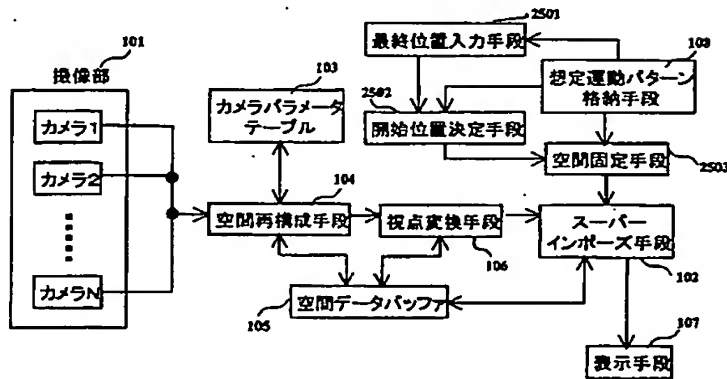 101
撮像部
カメラ1
カメラ2
カメラN
103
カメラパラメータ
テーブル
104
空間再構成手段
視点変換手段
106
空間データバッファ
105
2501
最終位置入力手段
2502
開始位置決定手段
108
想定運動パターン
格納手段
空間固定手段
2503
スーパー
インポーズ手段
102
107
表示手段